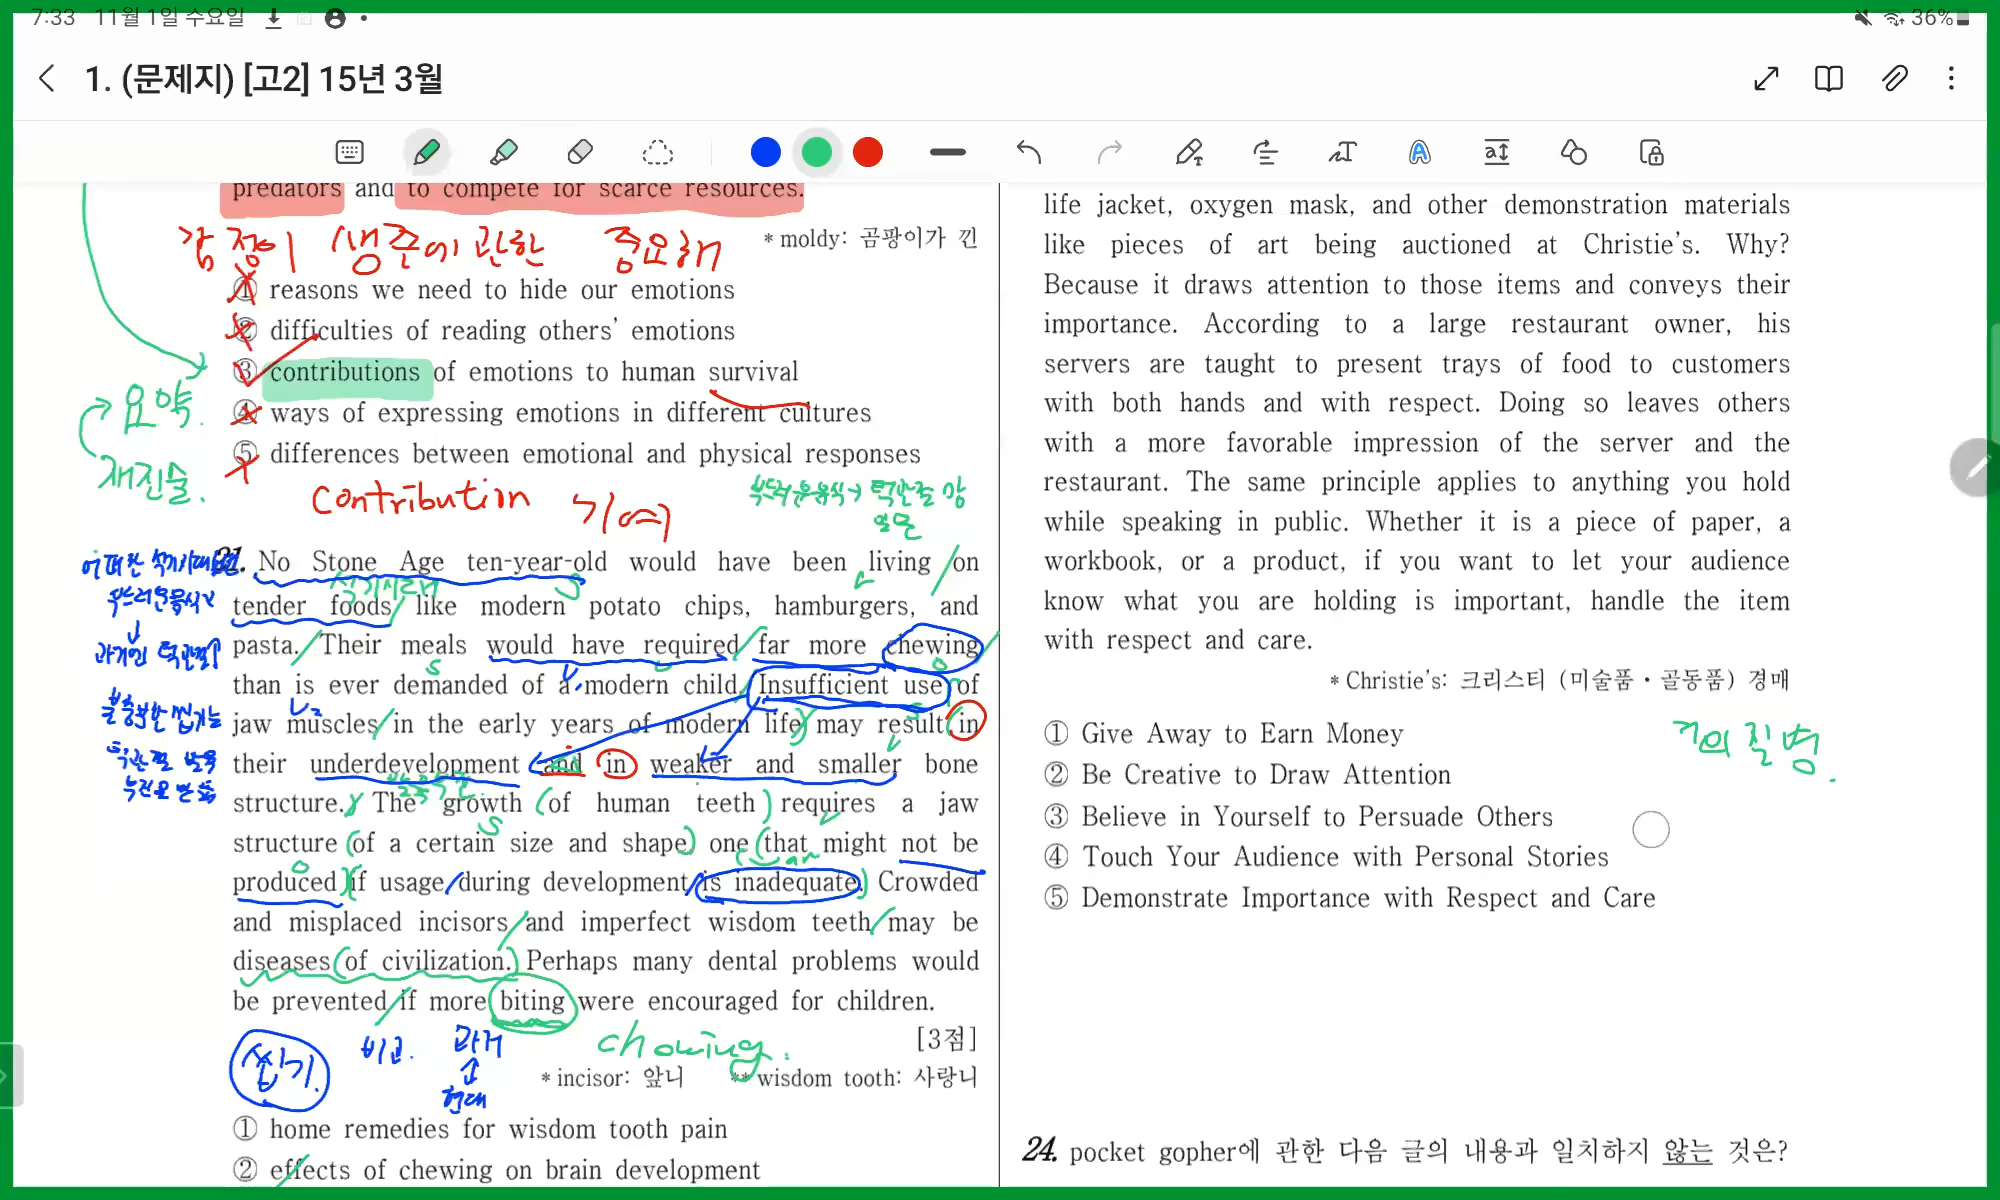 7:33 11월 1일 수요일
36%
1. (문제지) [고2] 15년 3월
predators and to compete for scarce resources.
감정이 생존에 관한 중요해
* moldy: 곰팡이가 낀
① reasons we need to hide our emotions
② difficulties of reading others' emotions
③ contributions of emotions to human survival
④ ways of expressing emotions in different cultures
⑤ differences between emotional and physical responses
요약.
재진술.
contribution 기여
21. No Stone Age ten-year-old would have been living on
tender foods like modern potato chips, hamburgers, and
pasta. Their meals would have required far more chewing
than is ever demanded of a modern child. Insufficient use of
jaw muscles in the early years of modern life may result in
their underdevelopment and in weaker and smaller bone
structure. The growth of human teeth requires a jaw
structure of a certain size and shape, one that might not be
produced if usage during development is inadequate. Crowded
and misplaced incisors and imperfect wisdom teeth may be
diseases of civilization. Perhaps many dental problems would
be prevented if more biting were encouraged for children.
[3점]
씹기.
비교.
과거
현대
* incisor: 앞니 ** wisdom tooth: 사랑니
① home remedies for wisdom tooth pain
② effects of chewing on brain development
life jacket, oxygen mask, and other demonstration materials
like pieces of art being auctioned at Christie's. Why?
Because it draws attention to those items and conveys their
importance. According to a large restaurant owner, his
servers are taught to present trays of food to customers
with both hands and with respect. Doing so leaves others
with a more favorable impression of the server and the
restaurant. The same principle applies to anything you hold
while speaking in public. Whether it is a piece of paper, a
workbook, or a product, if you want to let your audience
know what you are holding is important, handle the item
with respect and care.
* Christie's: 크리스티 (미술품·골동품) 경매
① Give Away to Earn Money
② Be Creative to Draw Attention
③ Believe in Yourself to Persuade Others
④ Touch Your Audience with Personal Stories
⑤ Demonstrate Importance with Respect and Care
24. pocket gopher에 관한 다음 글의 내용과 일치하지 않는 것은?